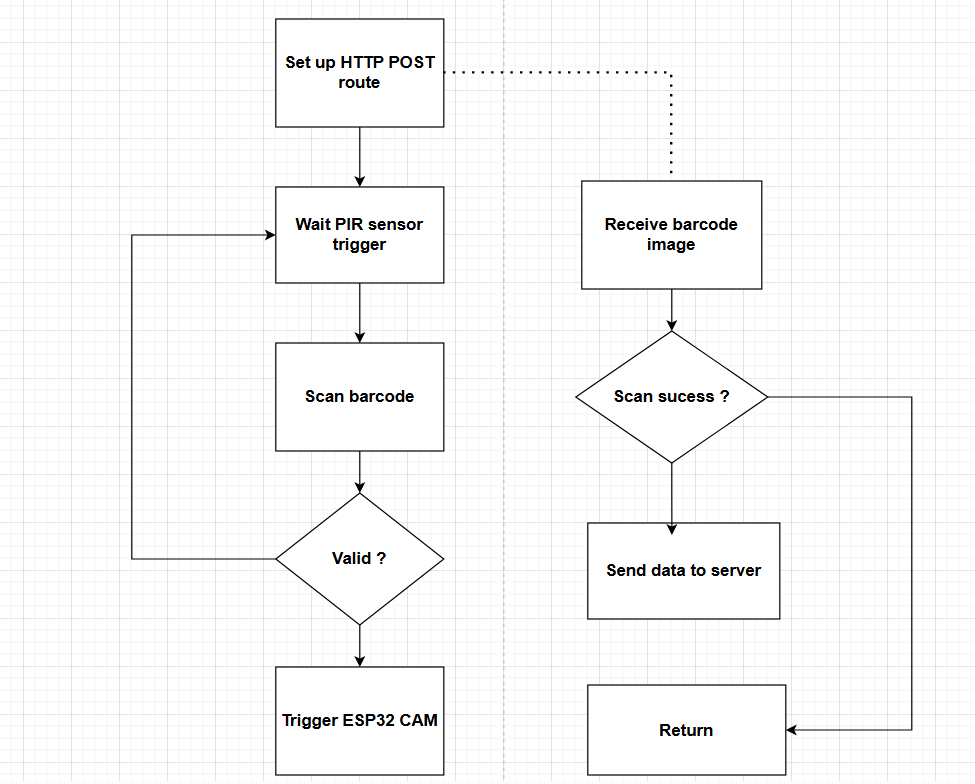 Set up HTTP POST
route
Wait PIR sensor
trigger
Scan barcode
Valid ?
Trigger ESP32 CAM
Receive barcode
image
Scan sucess ?
Send data to server
Return